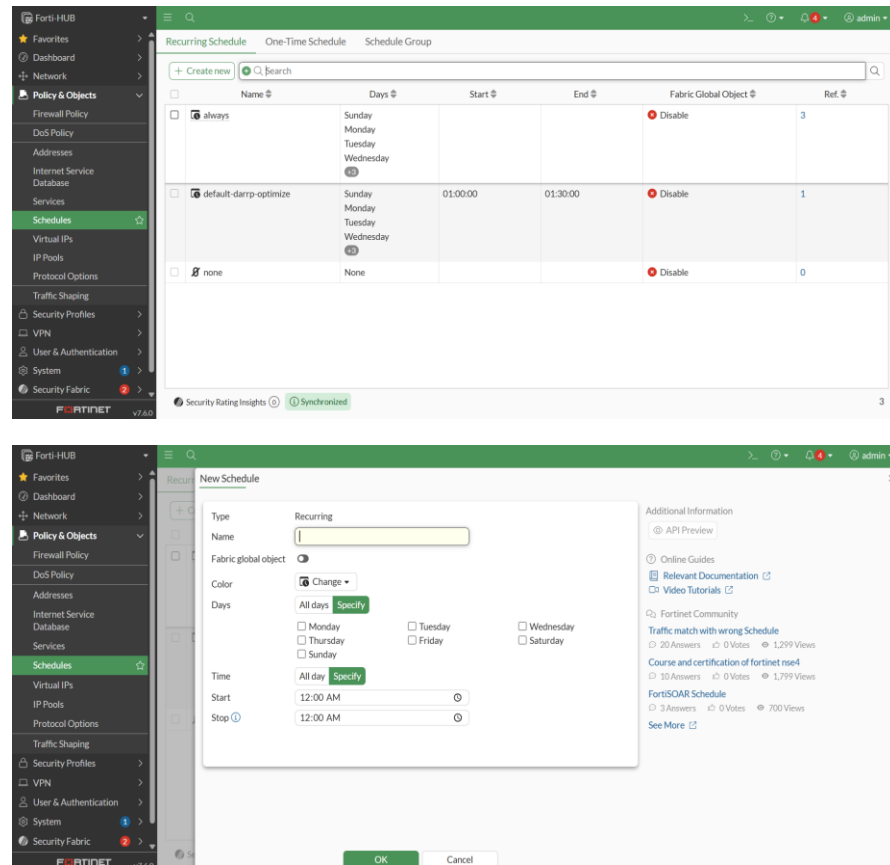 Forti-HUB
admin
Favorites
Dashboard
Network
Policy & Objects
Firewall Policy
DoS Policy
Addresses
Internet Service
Database
Services
Schedules
Virtual IPs
IP Pools
Protocol Options
Traffic Shaping
Security Profiles
VPN
User & Authentication
System 1
Security Fabric 2
FORTINET v7.6.0
4
Recurring Schedule One-Time Schedule Schedule Group
+ Create new Search
Name Days Start End Fabric Global Object Ref.
always Sunday Disable 3
Monday
Tuesday
Wednesday
+3
default-darrp-optimize Sunday 01:00:00 01:30:00 Disable 1
Monday
Tuesday
Wednesday
+3
none None Disable 0
Security Rating Insights 0 Synchronized 3
Forti-HUB
4 admin
Favorites
Dashboard
Network
Policy & Objects
Firewall Policy
DoS Policy
Addresses
Internet Service
Database
Services
Schedules
Virtual IPs
IP Pools
Protocol Options
Traffic Shaping
Security Profiles
VPN
User & Authentication
System 1
Security Fabric 2
FORTINET
Recurr
New Schedule
Type Recurring
Name
Fabric global object
Color Change
Days All days Specify
Monday Tuesday Wednesday
Thursday Friday Saturday
Sunday
Time All day Specify
Start 12:00 AM
Stop 12:00 AM
OK Cancel
Additional Information
API Preview
Online Guides
Relevant Documentation
Video Tutorials
Fortinet Community
Traffic match with wrong Schedule
20 Answers 0 Votes 1,299 Views
Course and certification of fortinet nse4
10 Answers 0 Votes 1,799 Views
FortiSOAR Schedule
3 Answers 0 Votes 700 Views
See More